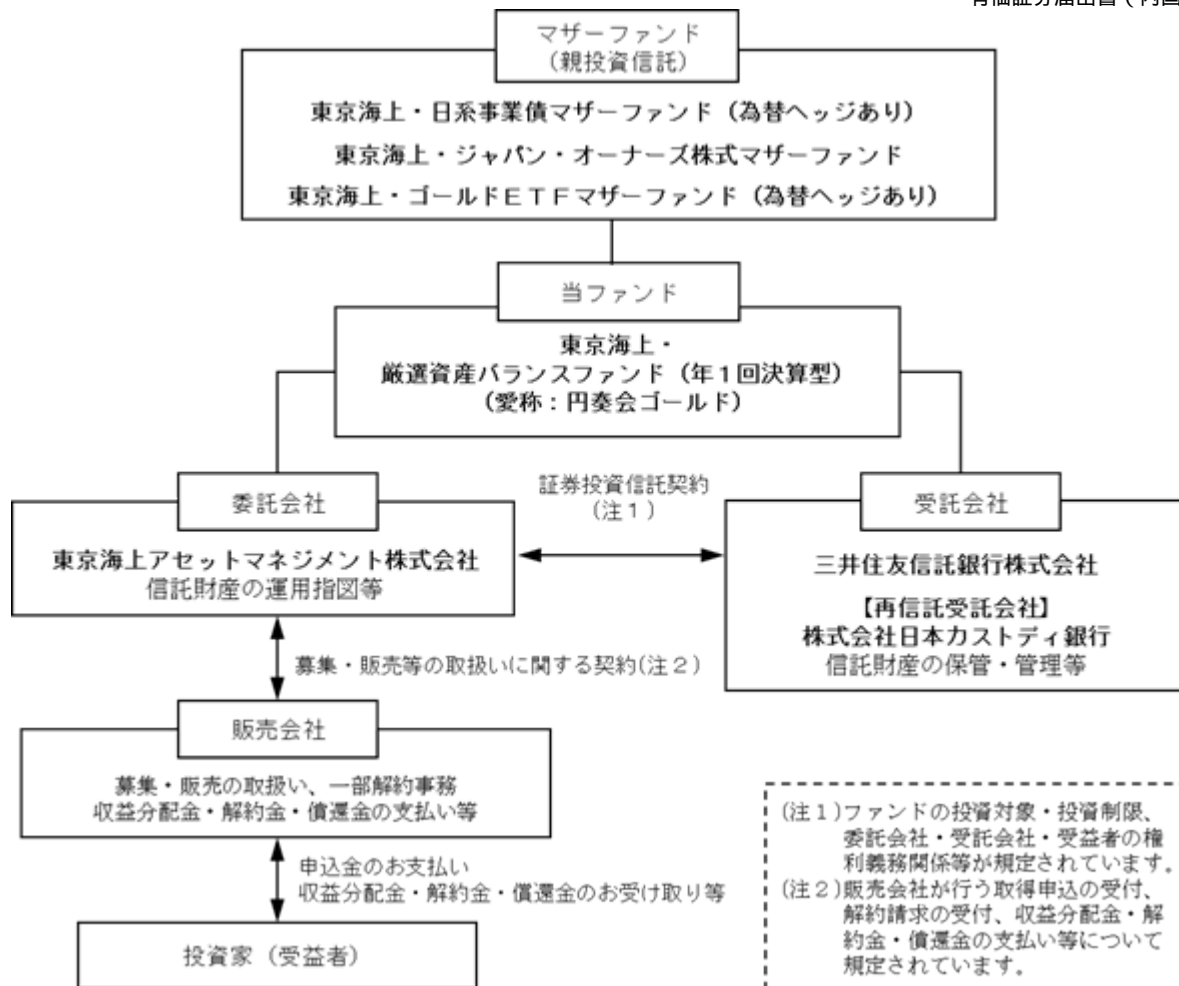 マザーファンド
(親投資信託)
東京海上・日系事業債マザーファンド（為替ヘッジあり）
東京海上・ジャパン・オーナーズ株式マザーファンド
東京海上・ゴールドＥＴＦマザーファンド（為替ヘッジあり）
当ファンド
東京海上・
厳選資産バランスファンド（年１回決算型）
（愛称：円奏会ゴールド）
委託会社
東京海上アセットマネジメント株式会社
信託財産の運用指図等
証券投資信託契約
(注１)
受託会社
三井住友信託銀行株式会社
【再信託受託会社】
株式会社日本カストディ銀行
信託財産の保管・管理等
募集・販売等の取扱いに関する契約(注２)
販売会社
募集・販売の取扱い、一部解約事務
収益分配金・解約金・償還金の支払い等
申込金のお支払い
収益分配金・解約金・償還金のお受け取り等
投資家（受益者）
(注１)ファンドの投資対象・投資制限、
委託会社・受託会社・受益者の権
利義務関係等が規定されています。
(注２)販売会社が行う取得申込の受付、
解約請求の受付、収益分配金・解
約金・償還金の支払い等について
規定されています。